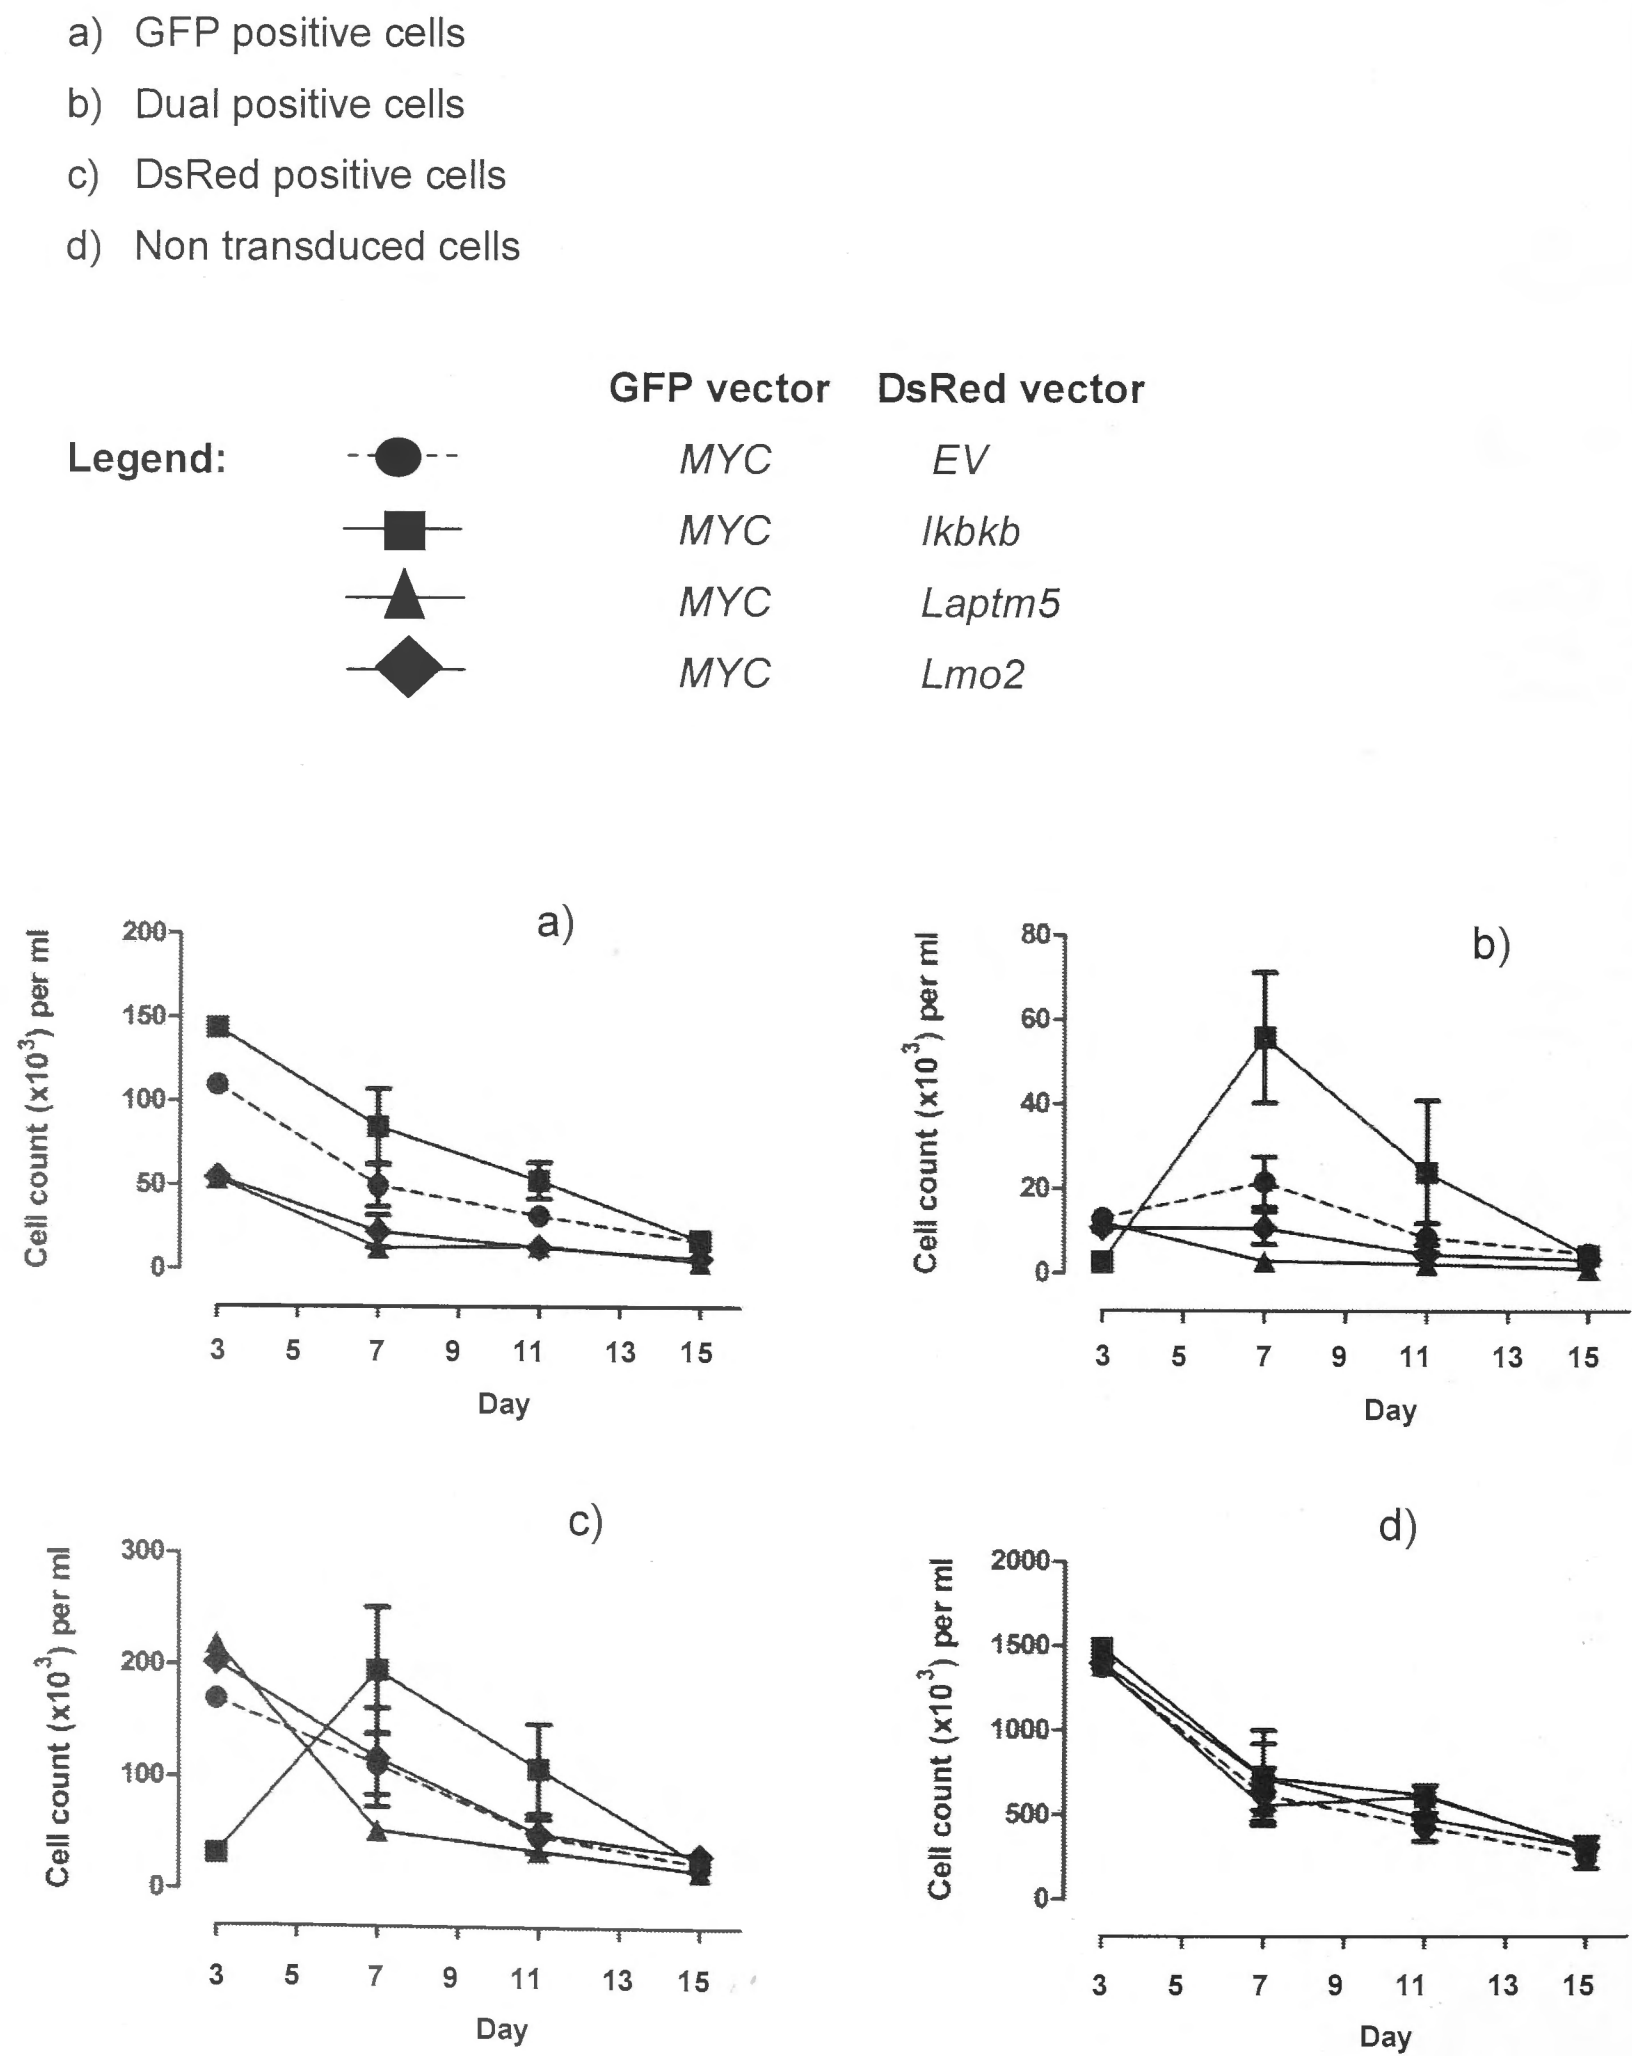 a) GFP positive cells
b) Dual positive cells
c) DsRed positive cells
d) Non transduced cells
GFP vector DsRed vector
Legend: MYC EV
MYC Ikbkb
MYC Laptm5
MYC Lmo2
a)
Cell count (x10³) per ml
200
150
100
50
0
3 5 7 9 11 13 15
Day
b)
Cell count (x10³) per ml
80
60
40
20
0
3 5 7 9 11 13 15
Day
c)
Cell count (x10³) per ml
300
200
100
0
3 5 7 9 11 13 15
Day
d)
Cell count (x10³) per ml
2000
1500
1000
500
0
3 5 7 9 11 13 15
Day